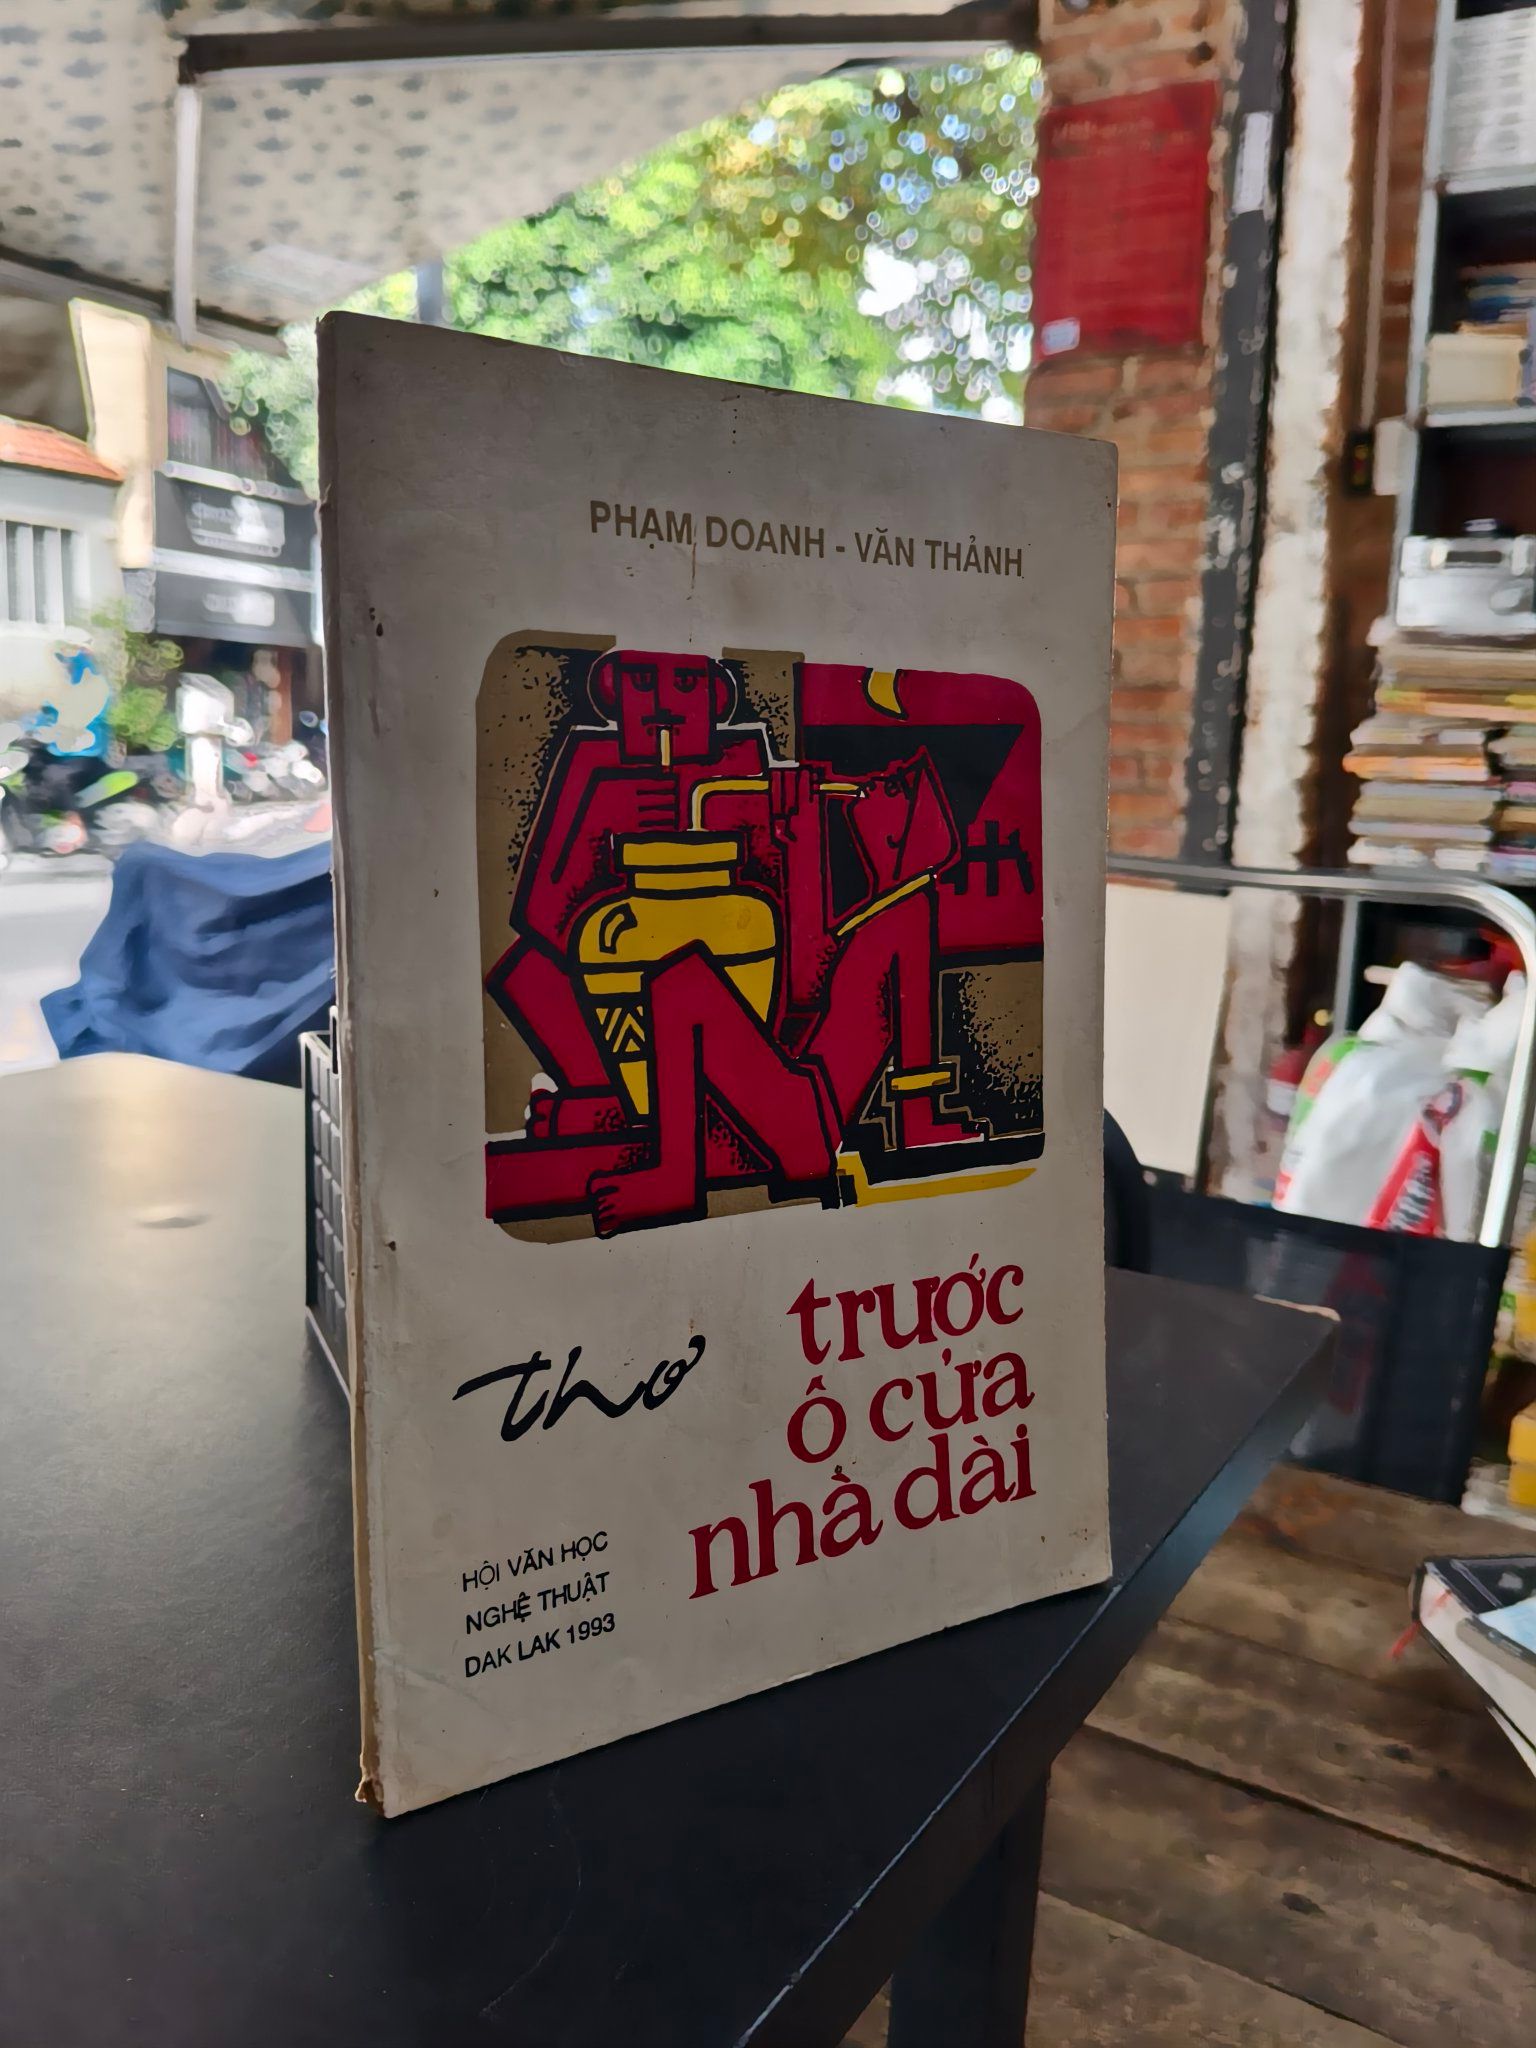 PHẠM DOANH - VĂN THẢNH
thơ
trước
ô cửa
nhà dài
HỘI VĂN HỌC
NGHỆ THUẬT
DAK LAK 1993